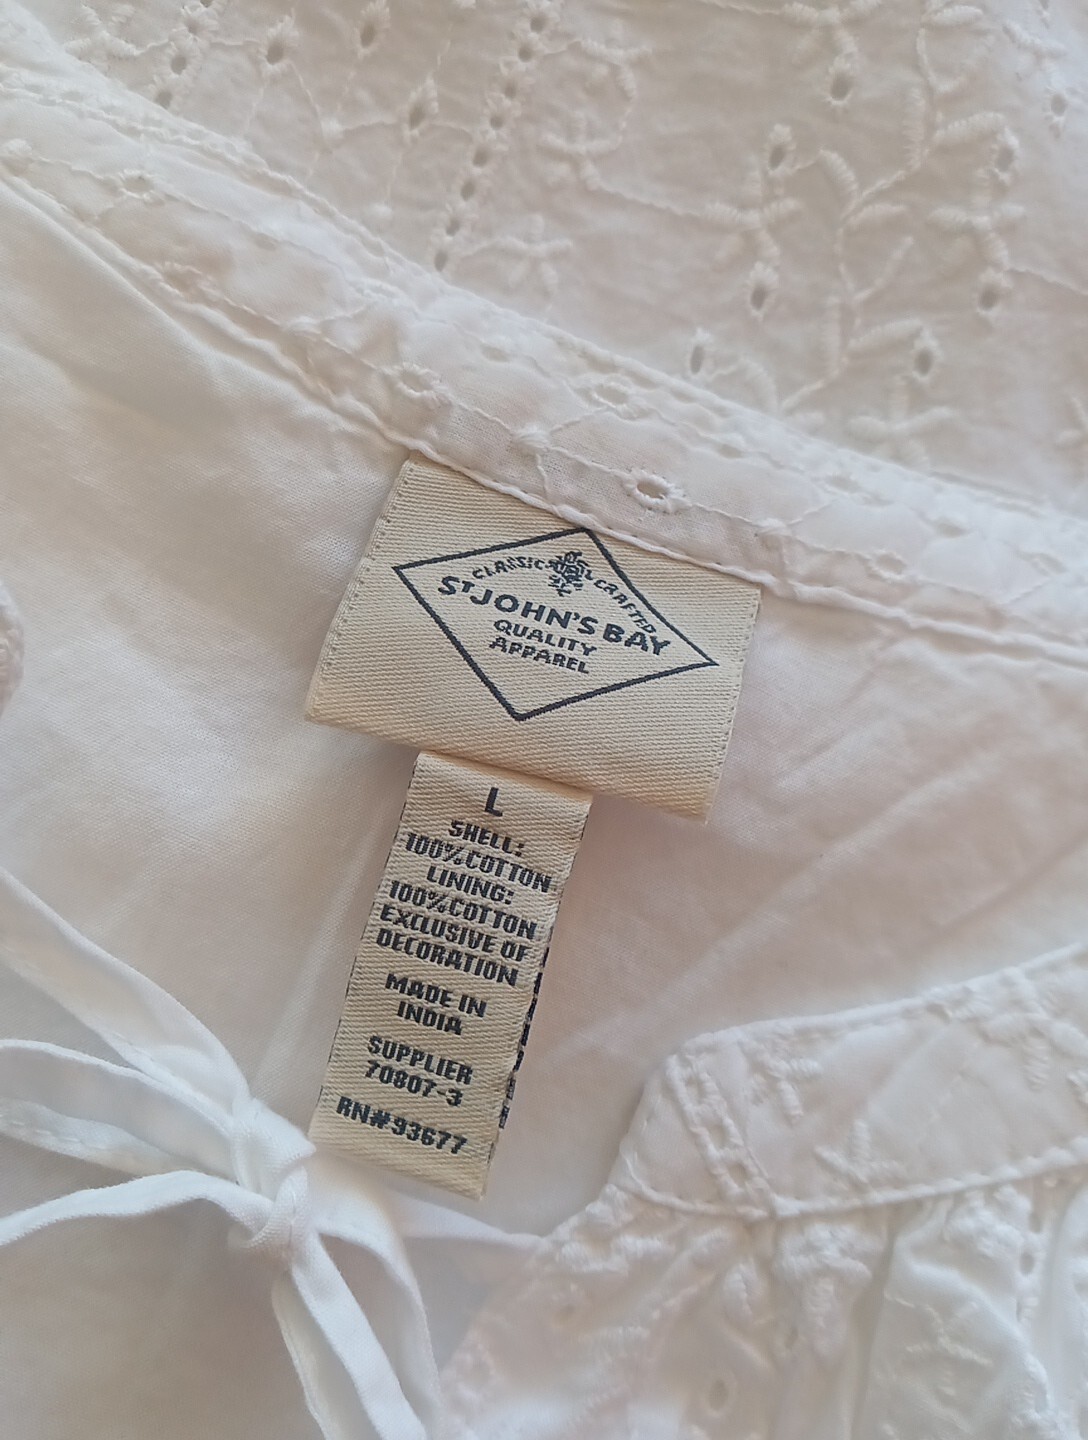 CLASSIC CRAFTED
ST JOHN'S BAY
QUALITY
APPAREL
L
SHELL:
100%COTTON
LINING:
100%COTTON
EXCLUSIVE OF
DECORATION
MADE IN
INDIA
SUPPLIER
70807-3
RN#93677